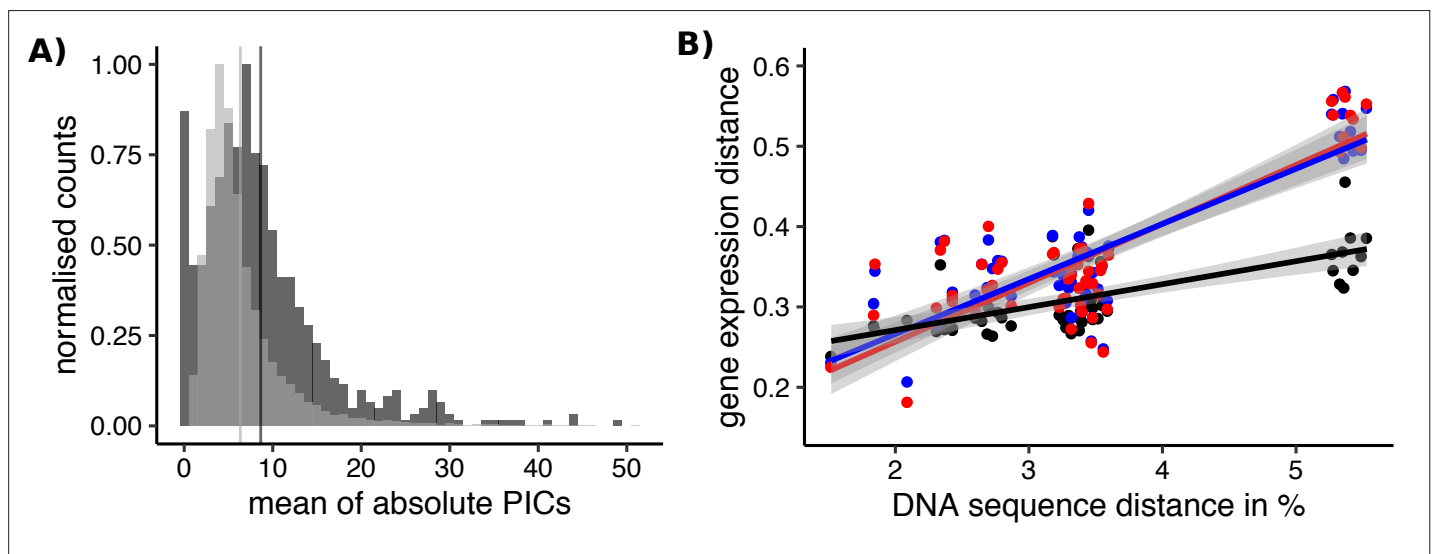 A)
normalised counts
1.00
0.75
0.50
0.25
0.00
0 10 20 30 40 50
mean of absolute PICs
B)
gene expression distance
0.6
0.5
0.4
0.3
0.2
2 3 4 5
DNA sequence distance in %